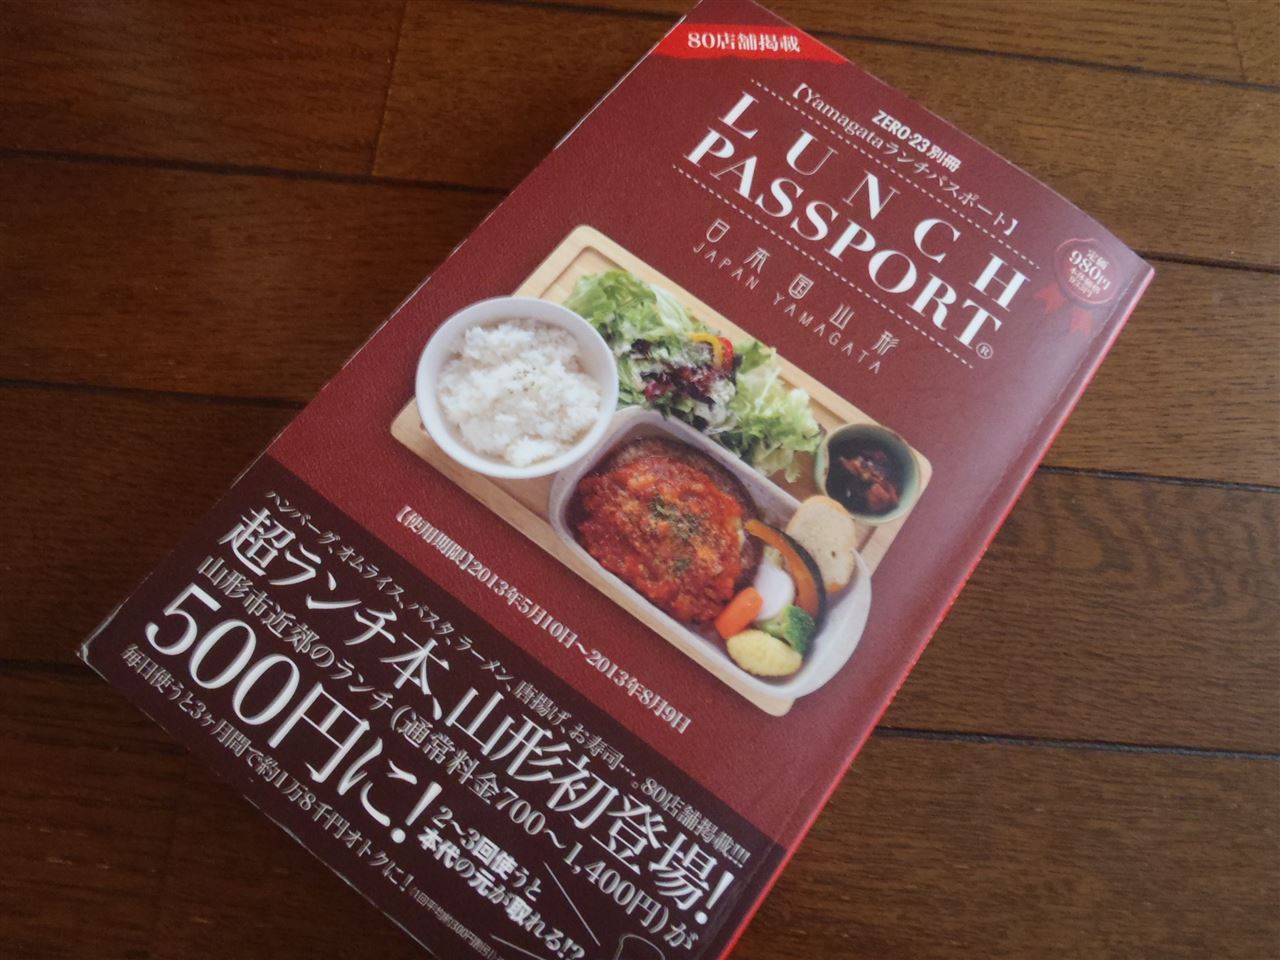 80店舗掲載
ZERO☆23 別冊
【Yamagataランチパスポート】
LUNCH
PASSPORT®
日本国山形
JAPAN YAMAGATA
定価
980円
本体価格
933円
【使用期限】2013年5月10日〜2013年8月9日
ハンバーグ、オムライス、パスタ、ラーメン、唐揚げ、お寿司…。80店舗掲載!!!
超ランチ本、山形初登場！
山形市近郊のランチ（通常料金700〜1,400円）が
500円に！
2〜3回使うと
本代の元が取れる!?
毎日使うと3ヶ月間で約1万8千円オトクに！